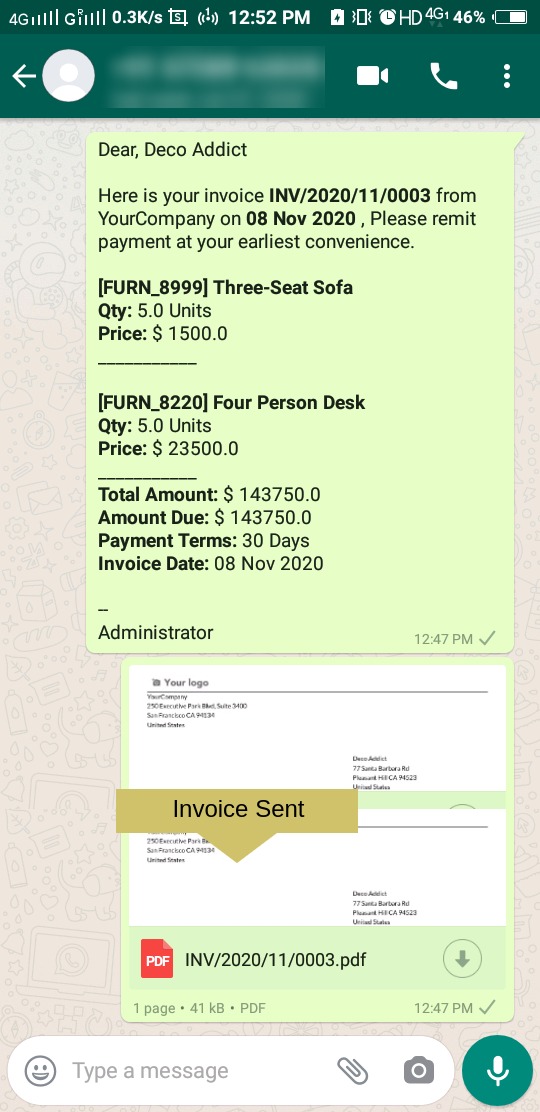 4G 0.3K/s 12:52 PM HD 4G 46%
Dear, Deco Addict
Here is your invoice INV/2020/11/0003 from
YourCompany on 08 Nov 2020 , Please remit
payment at your earliest convenience.
[FURN_8999] Three-Seat Sofa
Qty: 5.0 Units
Price: $ 1500.0
___________
[FURN_8220] Four Person Desk
Qty: 5.0 Units
Price: $ 23500.0
___________
Total Amount: $ 143750.0
Amount Due: $ 143750.0
Payment Terms: 30 Days
Invoice Date: 08 Nov 2020
--
Administrator
12:47 PM
Your logo
YourCompany
250 Executive Park Blvd, Suite 3400
San Francisco CA 94134
United States
Deco Addict
77 Santa Barbara Rd
Pleasant Hill CA 94523
United States
Invoice Sent
250 Executive Park
San Francisco CA 94134
United States
Deco Addict
77 Santa Barbara Rd
Pleasant Hill CA 94523
United States
PDF INV/2020/11/0003.pdf
1 page • 41 kB • PDF 12:47 PM
Type a message